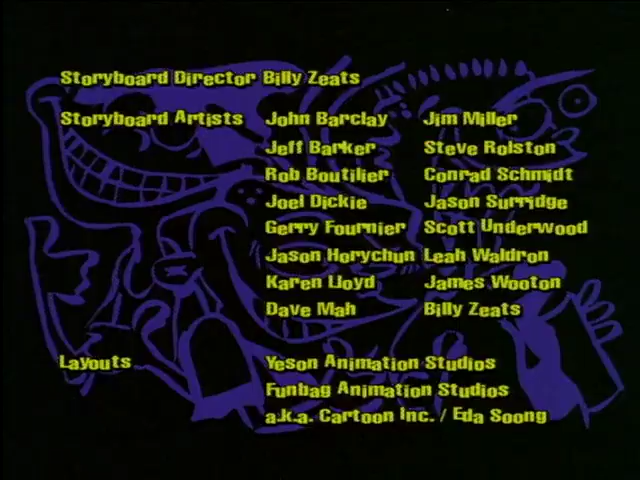 Storyboard Director Billy Zeats
Storyboard Artists John Barclay Jim Miller
Jeff Barker Steve Rolston
Rob Boutilier Conrad Schmidt
Joel Dickie Jason Surridge
Gerry Fournier Scott Underwood
Jason Horychun Leah Waldron
Karen Lloyd James Wooton
Dave Mah Billy Zeats
Layouts Yeson Animation Studios
Funbag Animation Studios
a.k.a. Cartoon Inc. / Eda Soong